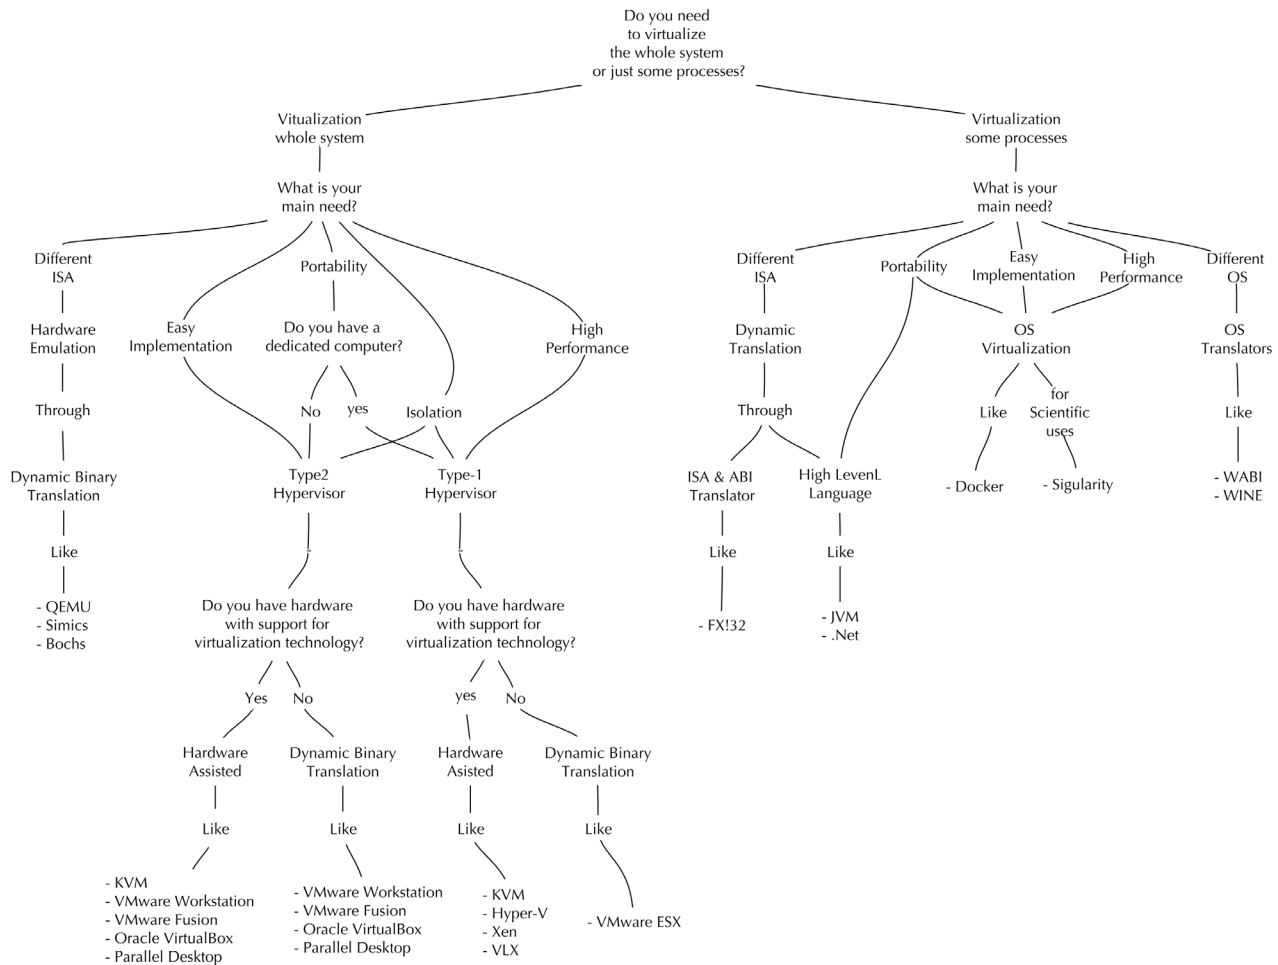 Do you need
to virtualize
the whole system
or just some processes?
Vitualization
whole system
Virtualization
some processes
What is your
main need?
What is your
main need?
Different
ISA
Portability
Different
ISA
Portability
Easy
Implementation
High
Performance
Different
OS
Hardware
Emulation
Easy
Implementation
Do you have a
dedicated computer?
High
Performance
Dynamic
Translation
OS
Virtualization
OS
Translators
Through
No
yes
Isolation
Through
Like
for
Scientific
uses
Like
Dynamic Binary
Translation
Type2
Hypervisor
Type-1
Hypervisor
ISA & ABI
Translator
High LevenL
Language
- Docker
- Sigularity
- WABI
- WINE
Like
-
-
Like
Like
- QEMU
- Simics
- Bochs
Do you have hardware
with support for
virtualization technology?
Do you have hardware
with support for
virtualization technology?
- FX!32
- JVM
- .Net
Yes
No
yes
No
Hardware
Assisted
Dynamic Binary
Translation
Hardware
Asisted
Dynamic Binary
Translation
Like
Like
Like
Like
- KVM
- VMware Workstation
- VMware Fusion
- Oracle VirtualBox
- Parallel Desktop
- VMware Workstation
- VMware Fusion
- Oracle VirtualBox
- Parallel Desktop
- KVM
- Hyper-V
- Xen
- VLX
- VMware ESX